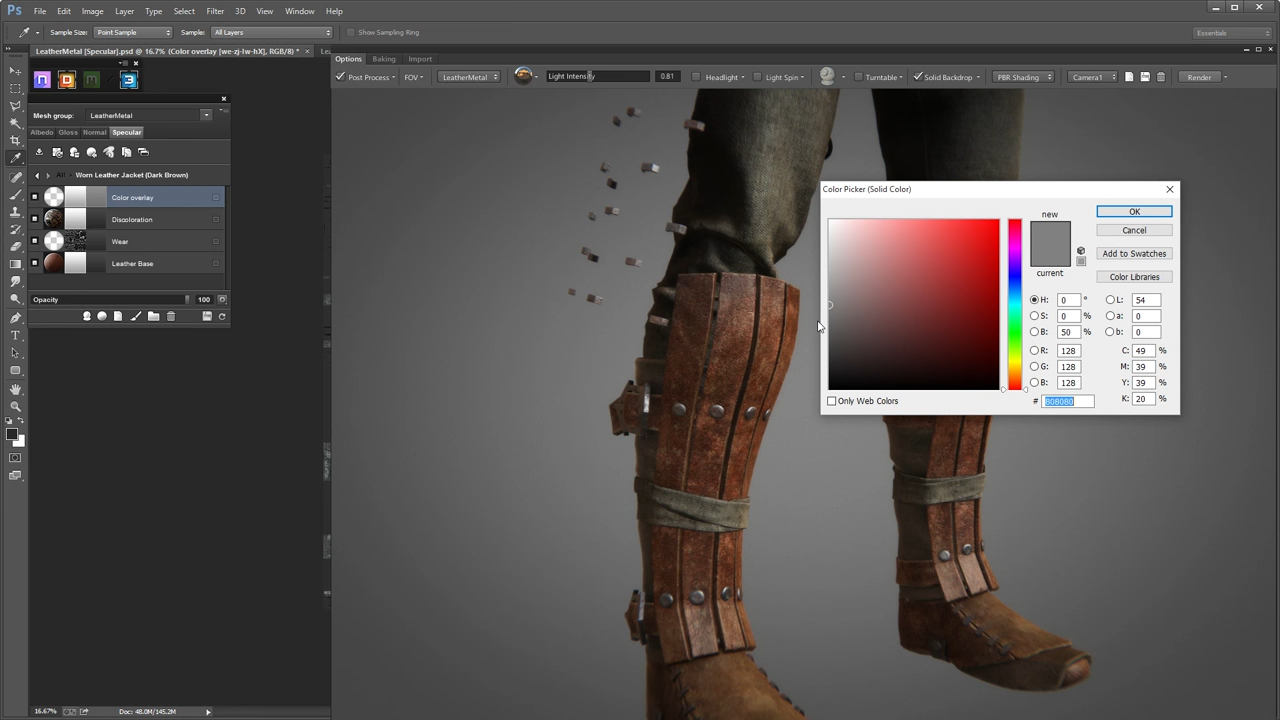 Ps File Edit Image Layer Type Select Filter 3D View Window Help
Sample Size: Point Sample Sample: All Layers Show Sampling Ring Essentials
LeatherMetal [Specular].psd @ 16.7% (Color overlay [we-zj-lw-hX], RGB/8) *
Options Baking Import
Post Process FOV LeatherMetal Light Intensity 0.81 Headlight Light Spin Turntable Solid Backdrop PBR Shading Camera1 Render
Mesh group: LeatherMetal
Albedo Gloss Normal Specular
All Worn Leather Jacket (Dark Brown)
Color overlay
Discoloration
Wear
Leather Base
Opacity 100
Color Picker (Solid Color)
new
current
OK
Cancel
Add to Swatches
Color Libraries
H: 0 ° L: 54
S: 0 % a: 0
B: 50 % b: 0
R: 128 C: 49 %
G: 128 M: 39 %
B: 128 Y: 39 %
# 808080 K: 20 %
Only Web Colors
16.67% Doc: 48.0M/145.2M